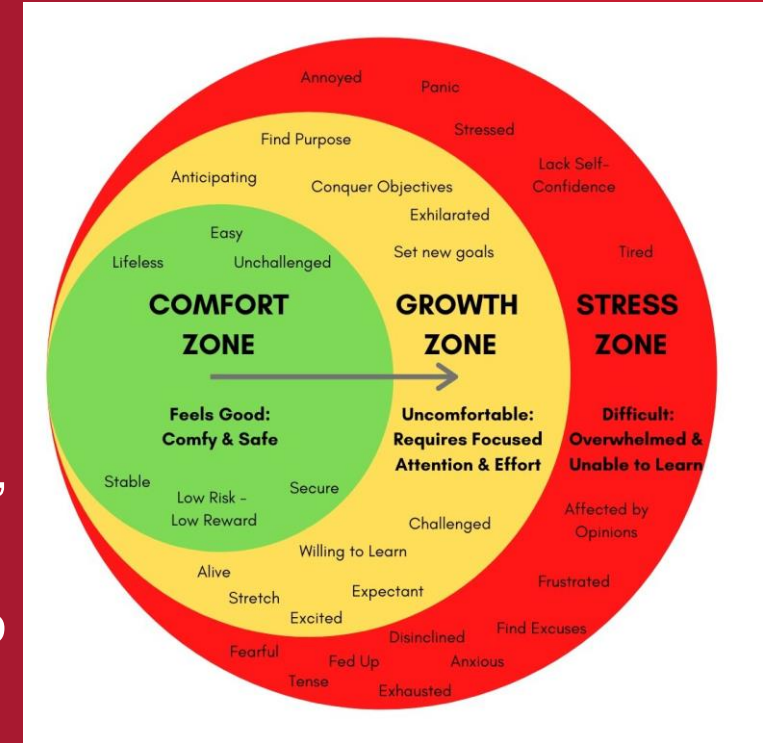 Annoyed
Panic
Stressed
Find Purpose
Lack Self-
Confidence
Anticipating
Conquer Objectives
Exhilarated
Easy
Set new goals
Tired
Lifeless
Unchallenged
COMFORT
ZONE
GROWTH
ZONE
STRESS
ZONE
Feels Good:
Comfy & Safe
Uncomfortable:
Requires Focused
Attention & Effort
Difficult:
Overwhelmed &
Unable to Learn
Stable
Low Risk -
Low Reward
Secure
Affected by
Opinions
Challenged
Willing to Learn
Alive
Stretch
Expectant
Excited
Frustrated
Find Excuses
Disinclined
Fearful
Fed Up
Anxious
Tense
Exhausted